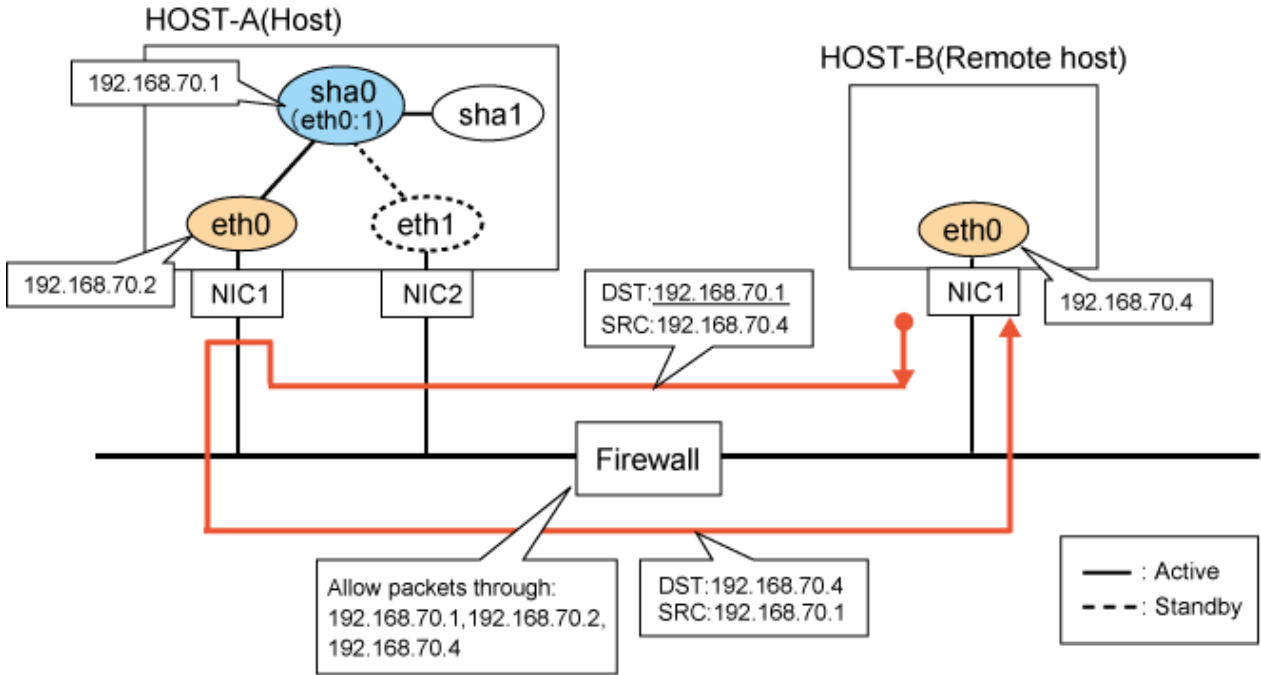 HOST-A(Host)
HOST-B(Remote host)
192.168.70.1
sha0
(eth0:1)
sha1
eth0
eth1
eth0
192.168.70.2
NIC1
NIC2
DST:192.168.70.1
SRC:192.168.70.4
NIC1
192.168.70.4
Firewall
Allow packets through:
192.168.70.1,192.168.70.2,
192.168.70.4
DST:192.168.70.4
SRC:192.168.70.1
: Active
: Standby